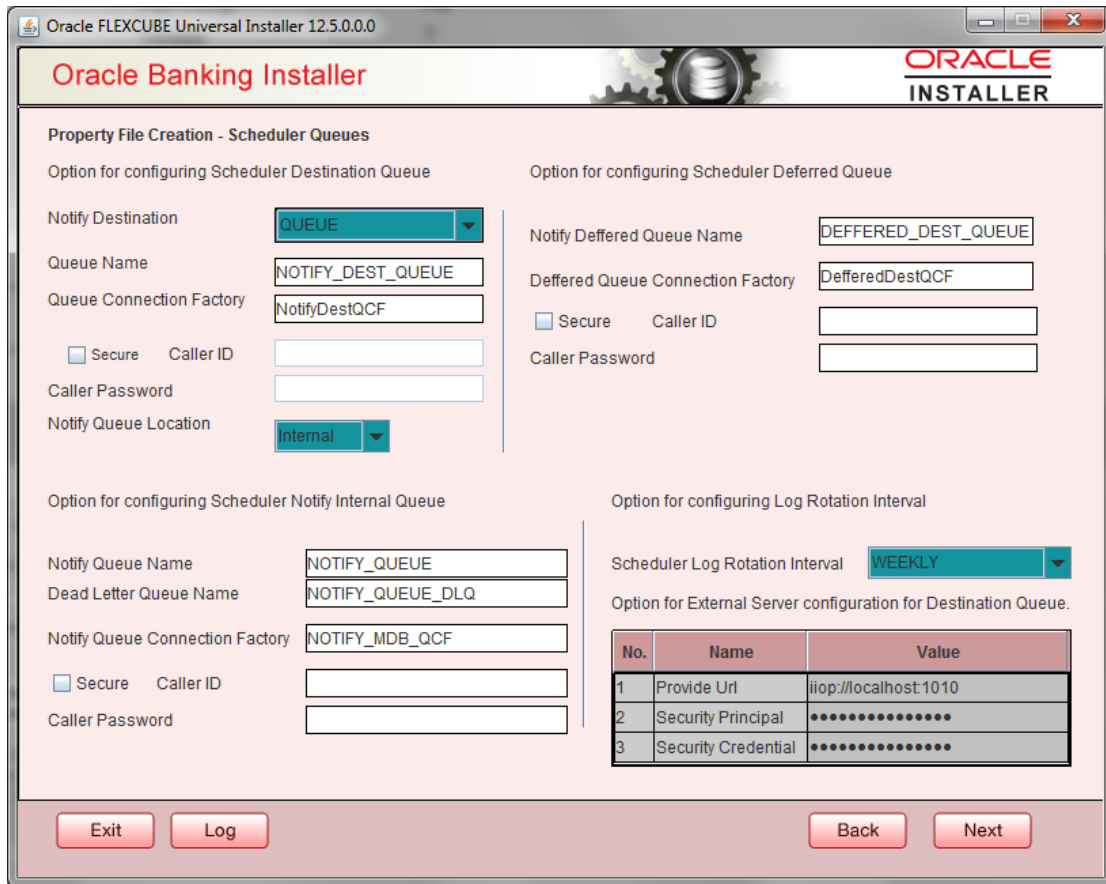 Oracle FLEXCUBE Universal Installer 12.5.0.0.0
Oracle Banking Installer
ORACLE
INSTALLER
Property File Creation - Scheduler Queues
Option for configuring Scheduler Destination Queue
Notify Destination
QUEUE
Queue Name
NOTIFY_DEST_QUEUE
Queue Connection Factory
NotifyDestQCF
Secure Caller ID
Caller Password
Notify Queue Location
Internal
Option for configuring Scheduler Deferred Queue
Notify Deffered Queue Name
DEFFERED_DEST_QUEUE
Deffered Queue Connection Factory
DefferedDestQCF
Secure Caller ID
Caller Password
Option for configuring Scheduler Notify Internal Queue
Notify Queue Name
NOTIFY_QUEUE
Dead Letter Queue Name
NOTIFY_QUEUE_DLQ
Notify Queue Connection Factory
NOTIFY_MDB_QCF
Secure Caller ID
Caller Password
Option for configuring Log Rotation Interval
Scheduler Log Rotation Interval
WEEKLY
Option for External Server configuration for Destination Queue.
No. Name Value
1 Provide Url iiop://localhost:1010
2 Security Principal •••••••••••••••
3 Security Credential •••••••••••••••
Exit Log Back Next